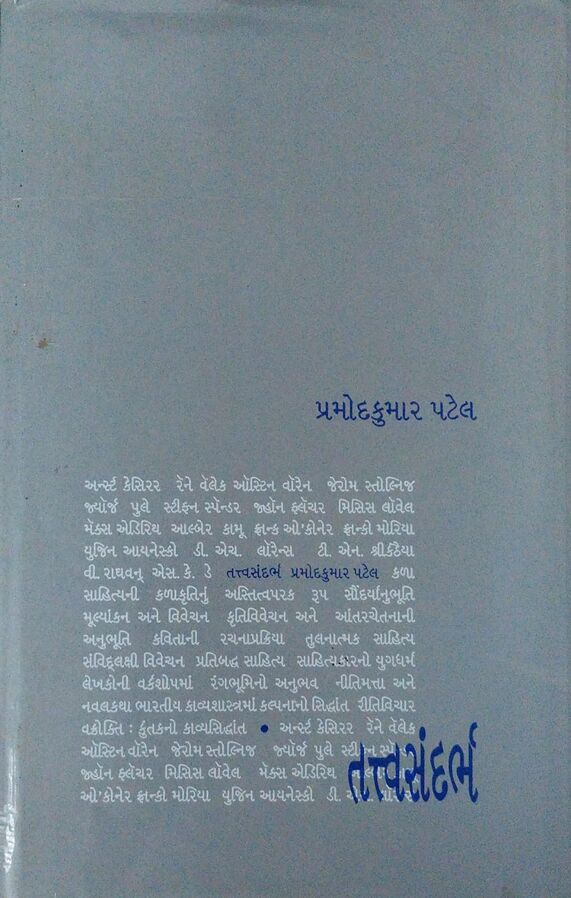 પ્રમોદકુમાર પટેલ
અર્ન્સ્ટ કેસિરર રૅને વૅલેક ઑસ્ટિન વૉરૅન જેરોમ સ્તોલ્નિજ
જ્યૉર્જ પુલે સ્ટીફન સ્પૅન્ડર જ્હૉન ફ્લૅચર મિસિસ લૉવેલ
મૅક્સ એડિરિથ આલ્બેર કામૂ ફ્રાન્ક ઓ'કોનેર ફ્રાન્કો મોરિયા
યુજિન આયનેસ્કો ડી. એચ. લૉરેન્સ ટી. એન. શ્રીકંઠૈયા
વી. રાઘવન્ એસ. કે. ડે તત્ત્વસંદર્ભ પ્રમોદકુમાર પટેલ કળા
સાહિત્યની કળાકૃતિનું અસ્તિત્વપરક રૂપ સૌંદર્યાનુભૂતિ
મૂલ્યાંકન અને વિવેચન કૃતિવિવેચન અને આંતરચેતનાની
અનુભૂતિ કવિતાની રચનાપ્રક્રિયા તુલનાત્મક સાહિત્ય
સંવિદ્‌લક્ષી વિવેચન પ્રતિબદ્ધ સાહિત્ય સાહિત્યકારનો યુગધર્મ
લેખકોની વર્કશોપમાં રંગભૂમિનો અનુભવ નીતિમત્તા અને
નવલકથા ભારતીય કાવ્યશાસ્ત્રમાં કલ્પનાનો સિદ્ધાંત રીતિવિચાર
વક્રોક્તિ : કુંતકનો કાવ્યસિદ્ધાંત • અર્ન્સ્ટ કેસિરર રૅને વૅલેક
ઑસ્ટિન વૉરૅન જેરોમ સ્તોલ્નિજ જ્યૉર્જ પુલે સ્ટીફન
જ્હૉન ફ્લૅચર મિસિસ લૉવેલ મૅક્સ એડિરિથ
ઓ'કોનેર ફ્રાન્કો મોરિયા યુજિન આયનેસ્કો ડી. એચ.
તત્ત્વસંદર્ભ